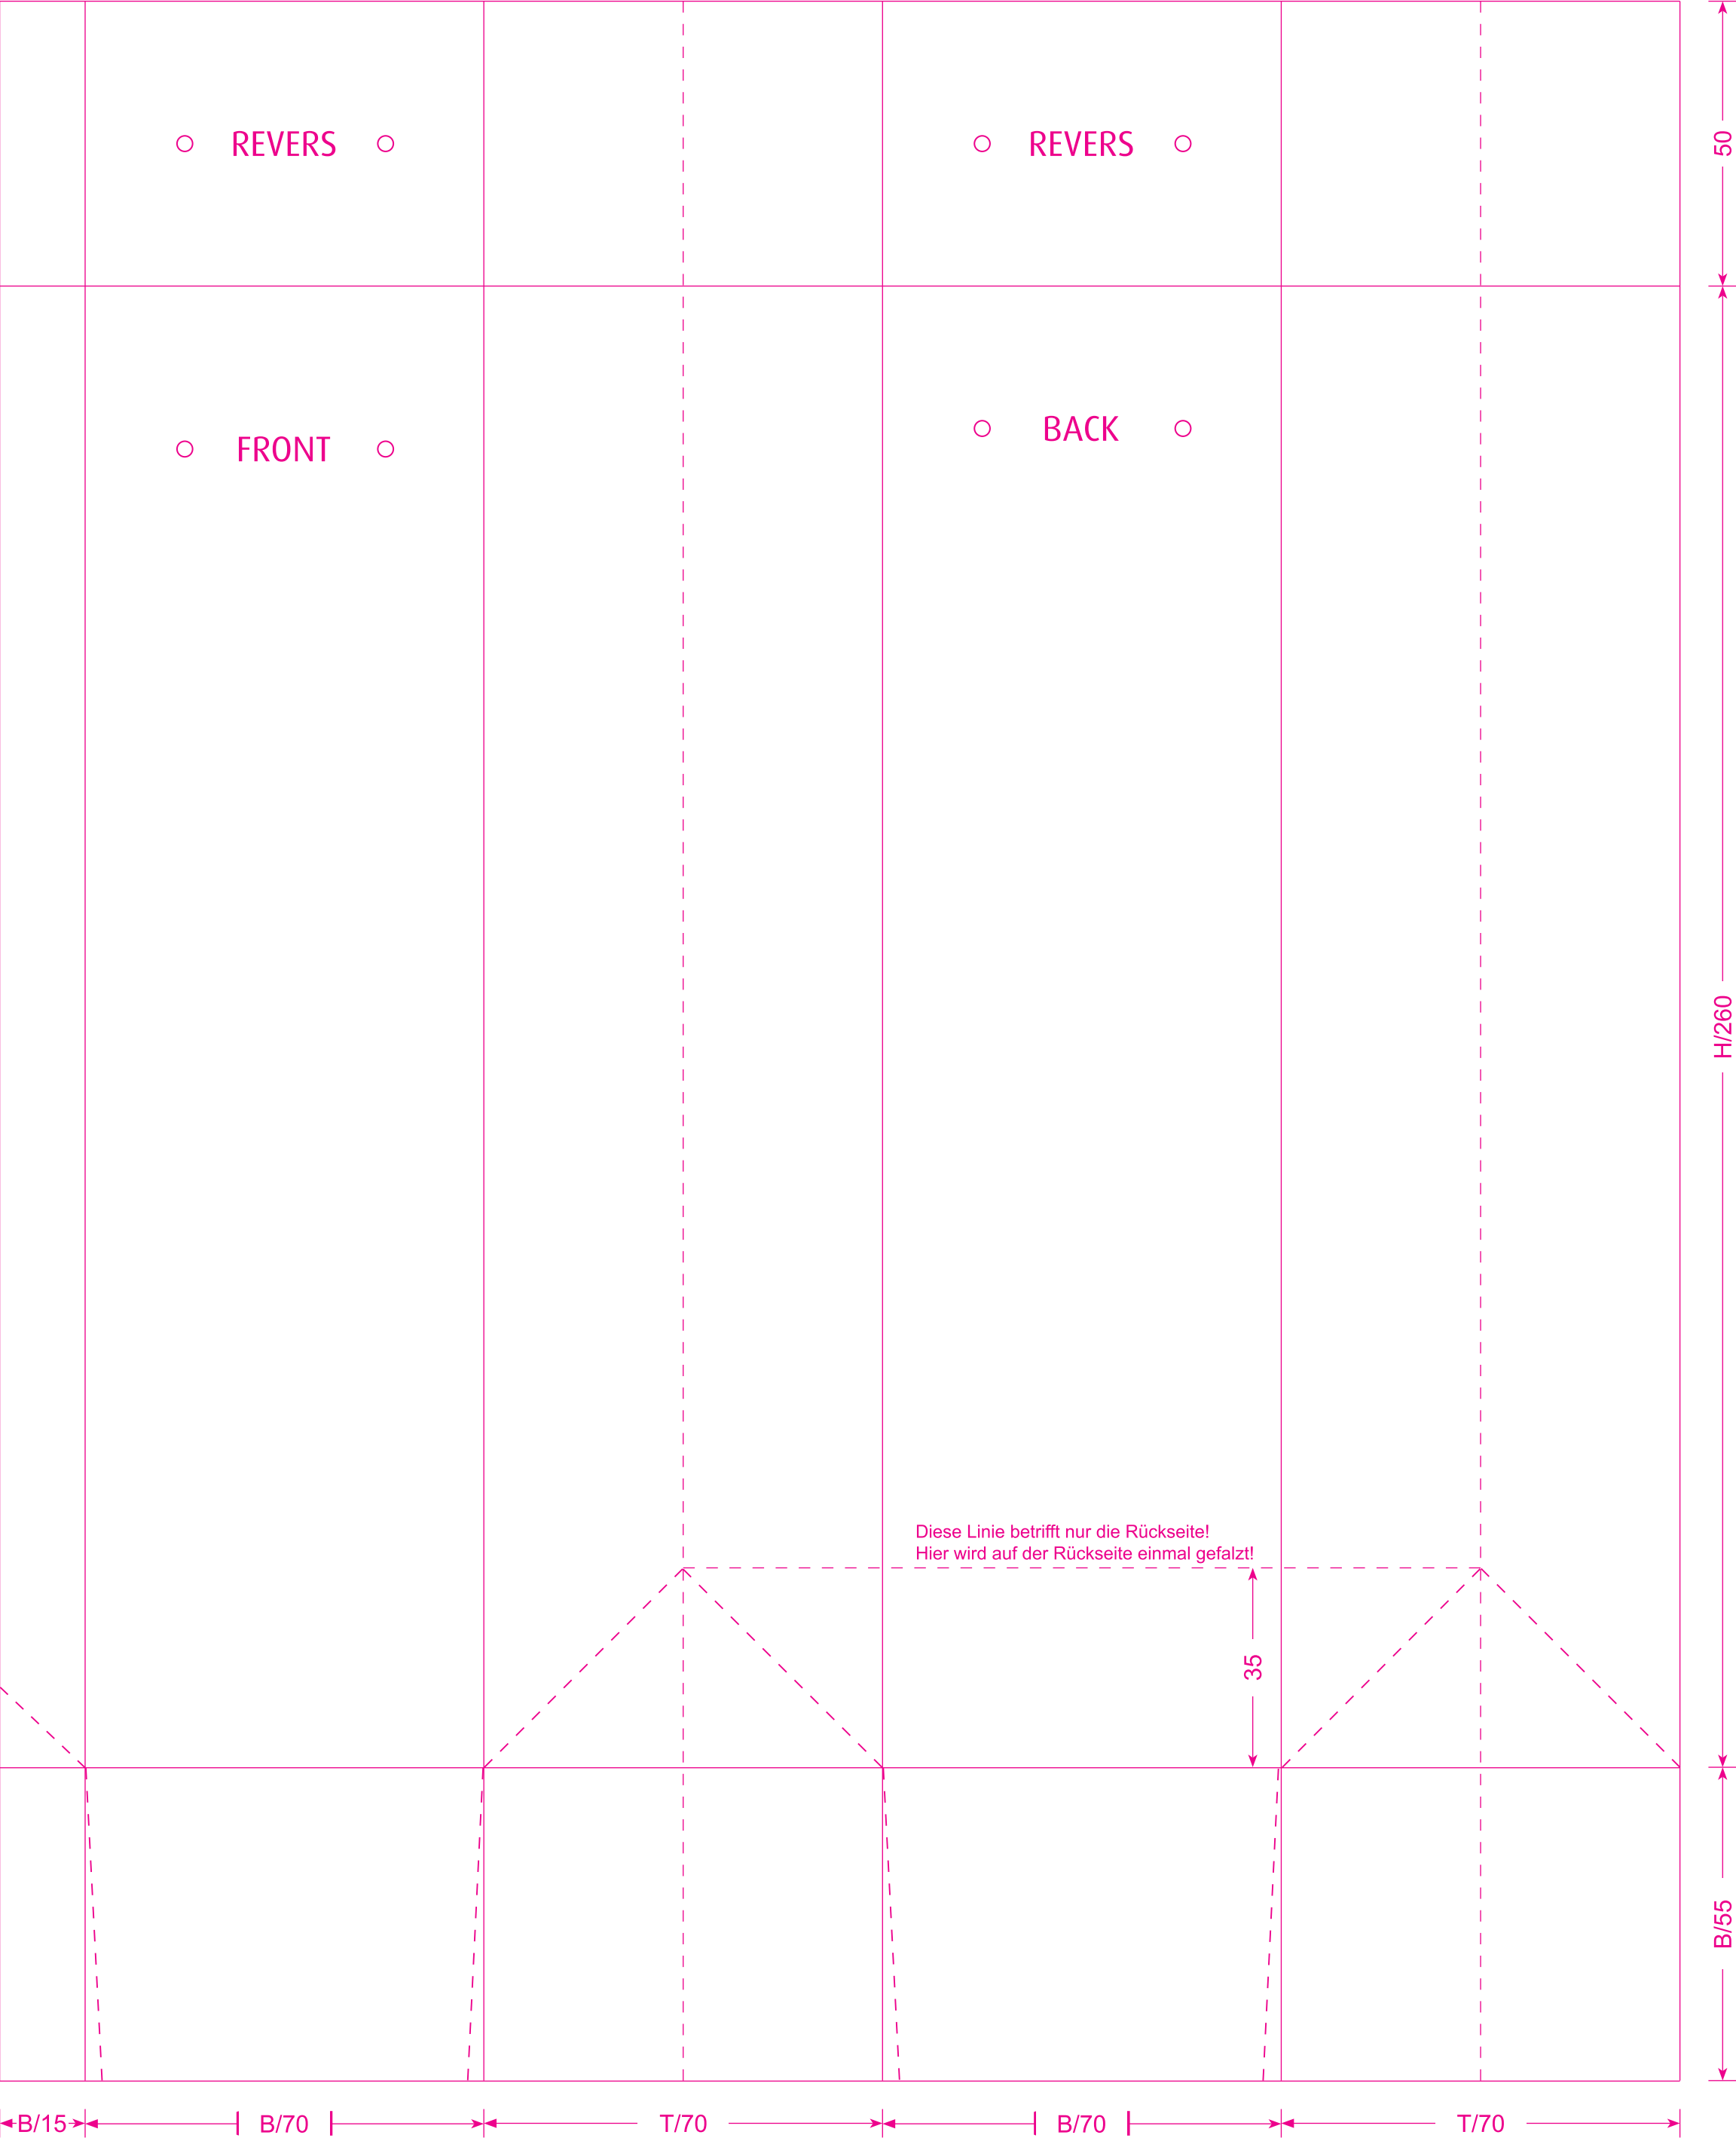 REVERS
REVERS
50
FRONT
BACK
H/260
Diese Linie betrifft nur die Rückseite!
Hier wird auf der Rückseite einmal gefalzt!
35
B/55
B/15
B/70
T/70
B/70
T/70